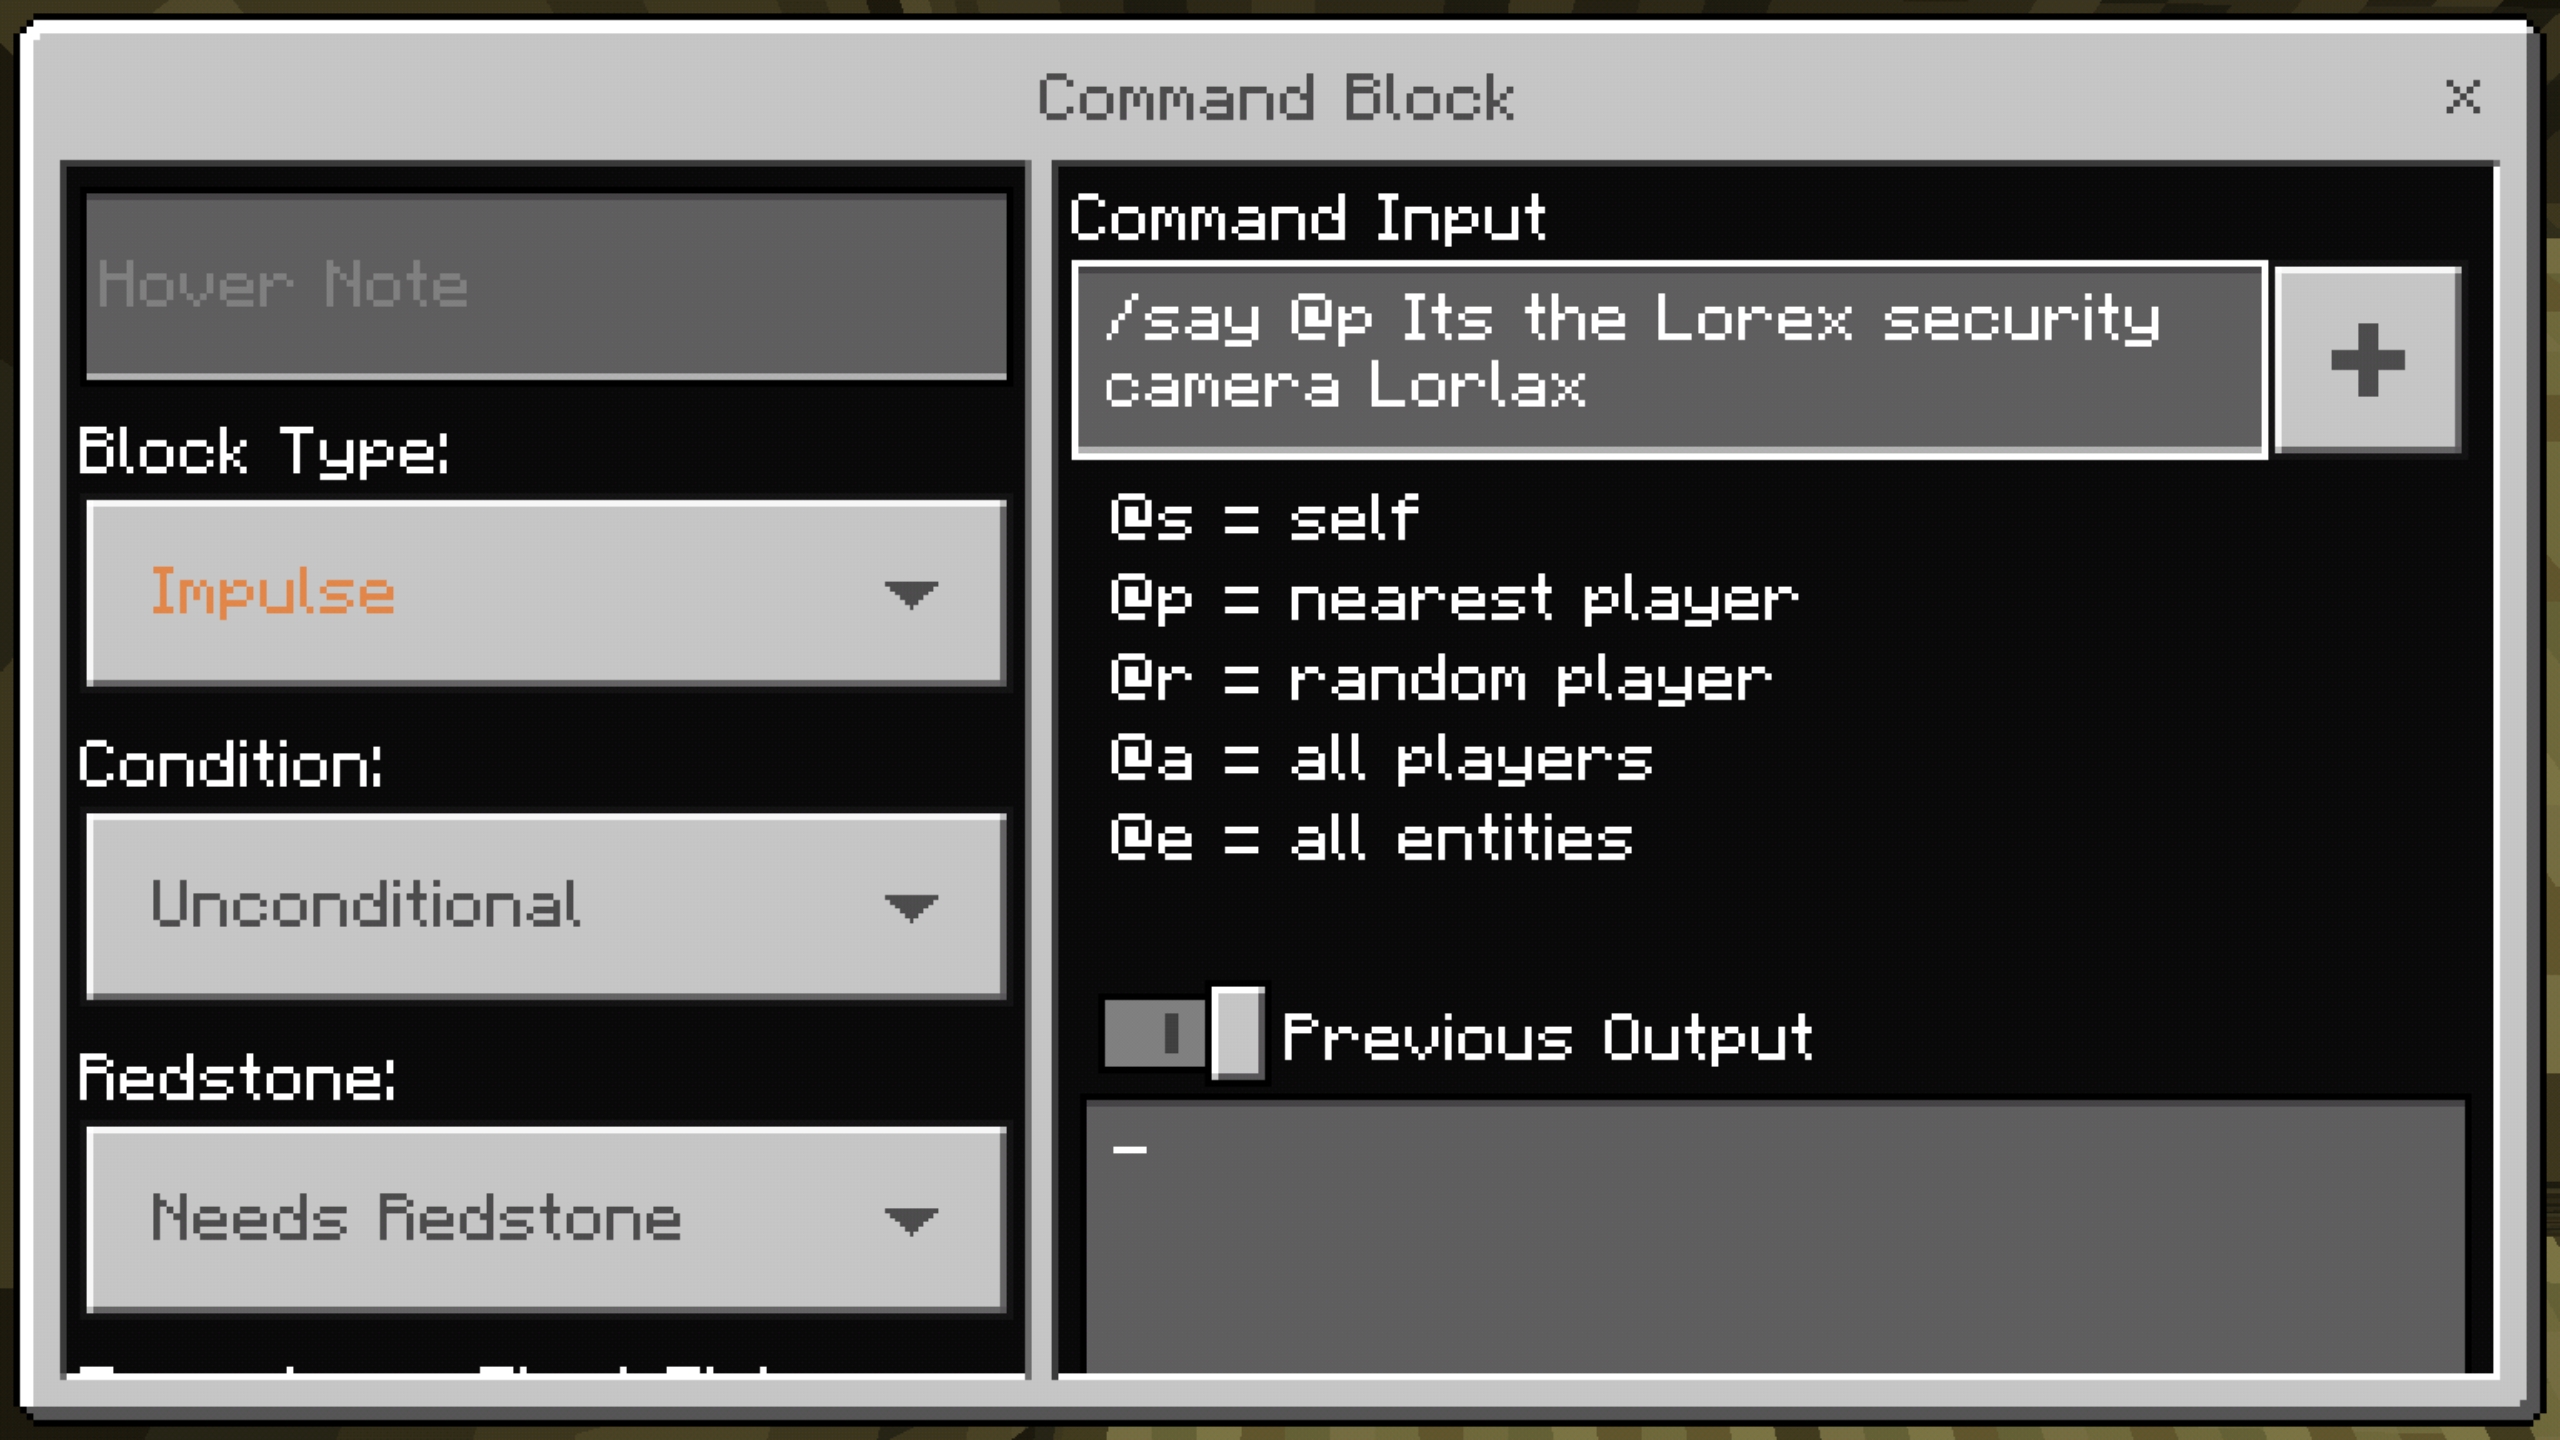 Command Block
Hover Note
Block Type:
Impulse
Condition:
Unconditional
Redstone:
Needs Redstone
Command Input
/say @p Its the Lorex security
camera Lorlax
@s = self
@p = nearest player
@r = random player
@a = all players
@e = all entities
Previous Output
-